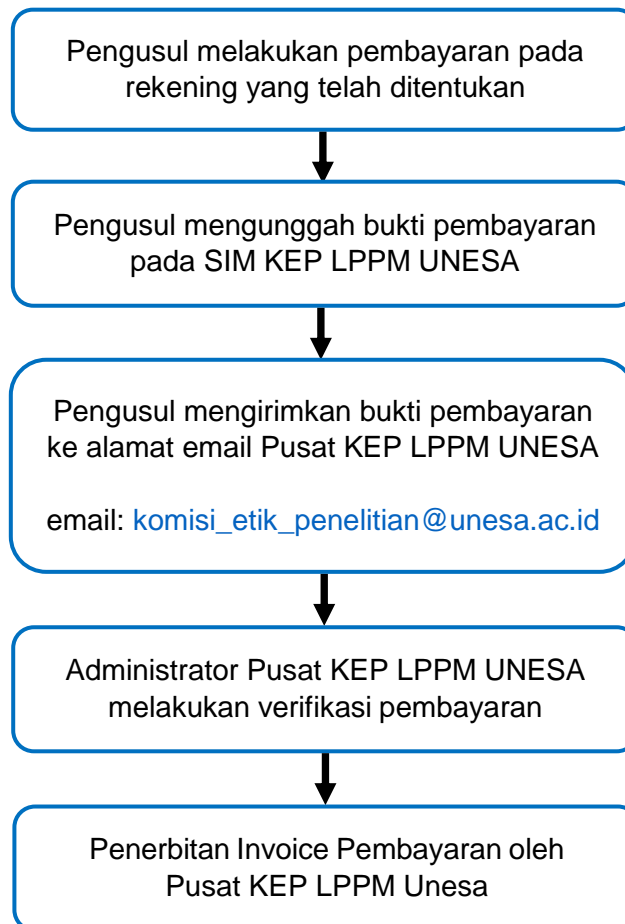 Pengusul melakukan pembayaran pada
rekening yang telah ditentukan
Pengusul mengunggah bukti pembayaran
pada SIM KEP LPPM UNESA
Pengusul mengirimkan bukti pembayaran
ke alamat email Pusat KEP LPPM UNESA
email: komisi_etik_penelitian@unesa.ac.id
Administrator Pusat KEP LPPM UNESA
melakukan verifikasi pembayaran
Penerbitan Invoice Pembayaran oleh
Pusat KEP LPPM Unesa